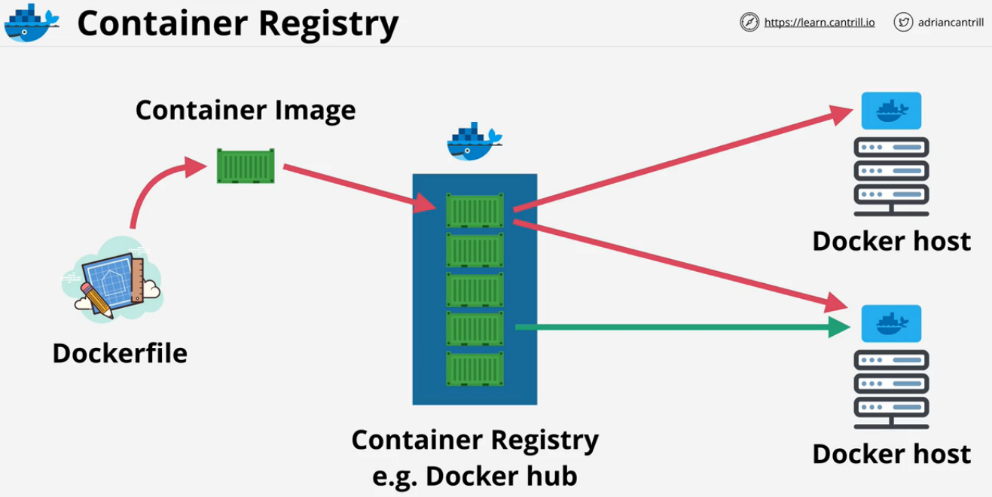 Container Registry
https://learn.cantrill.io
adriancantrill
Container Image
Docker host
Dockerfile
Container Registry
e.g. Docker hub
Docker host